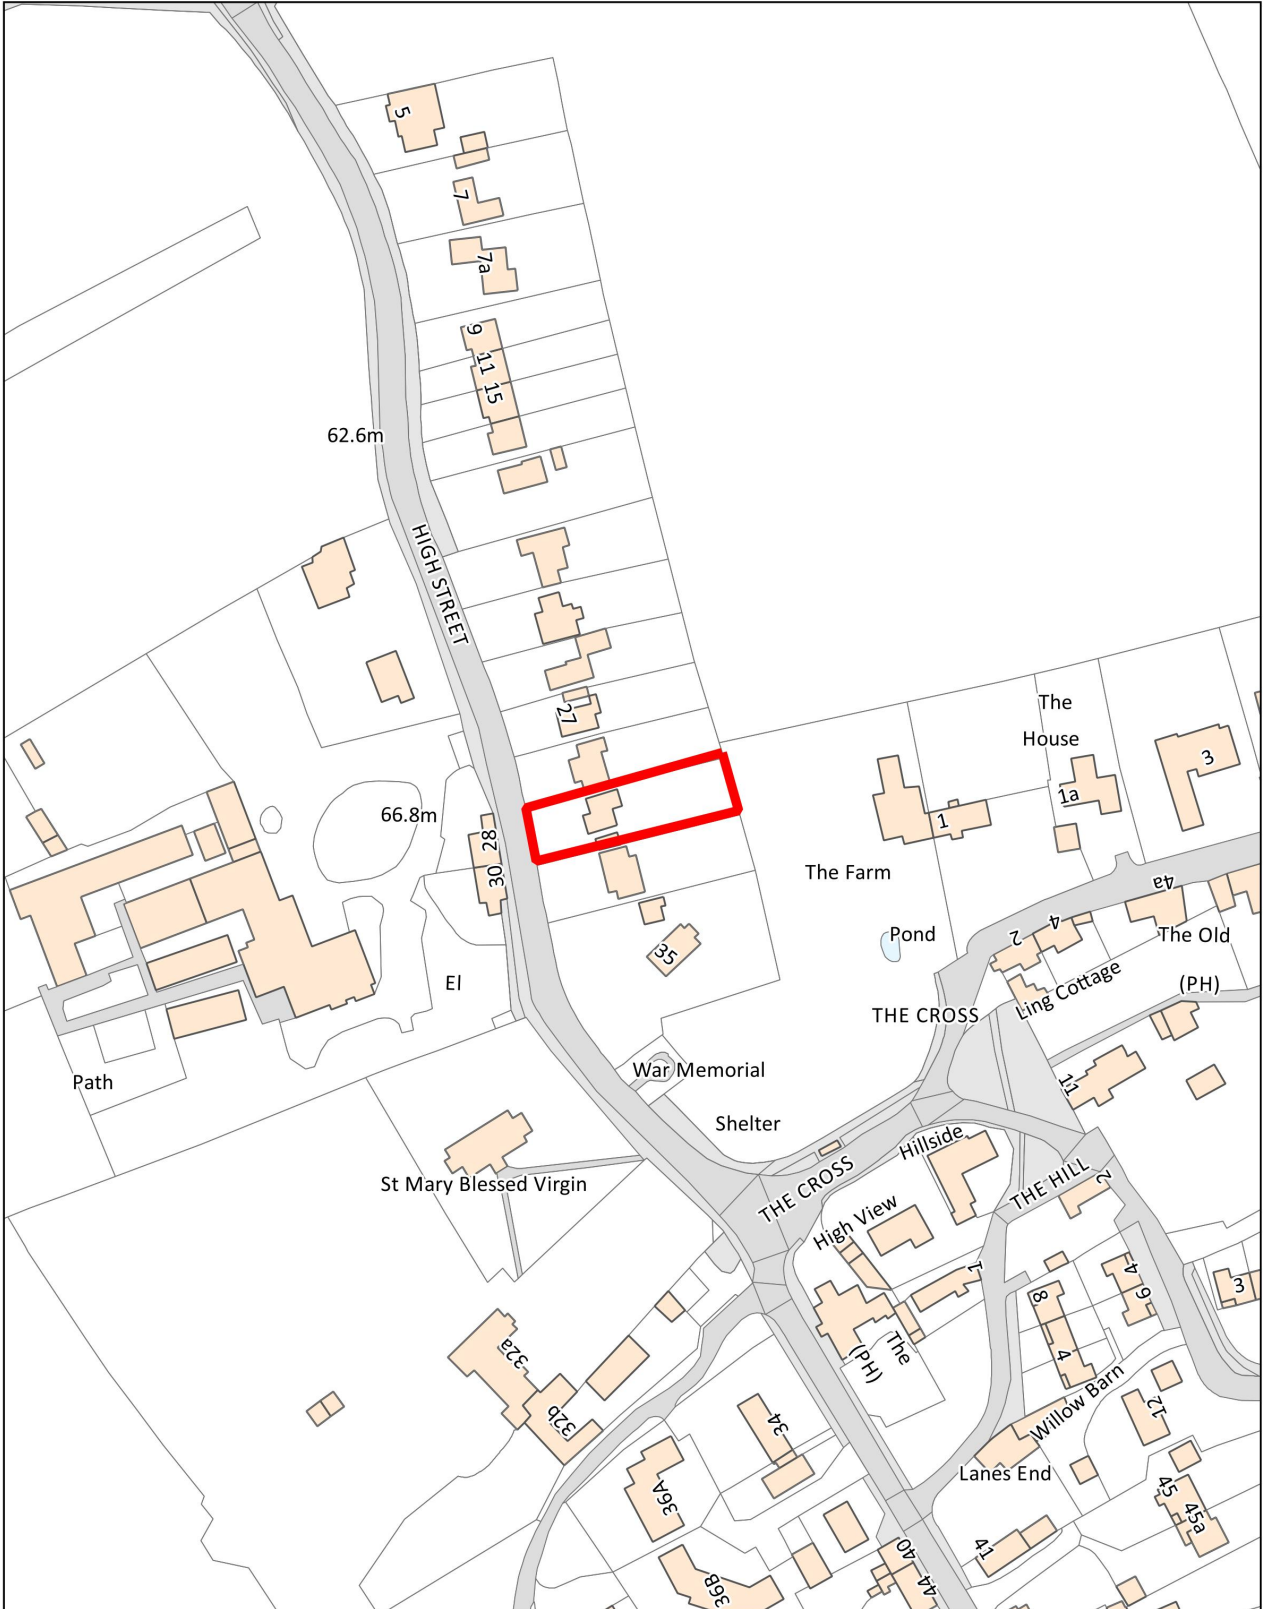 5
7
7a
9
11
15
62.6m
HIGH STREET
27
The
House
3
1a
66.8m
28
1
30
The Farm
4a
4
2
Pond
The Old
35
El
Ling Cottage
(PH)
THE CROSS
War Memorial
Path
11
Shelter
Hillside
St Mary Blessed Virgin
THE CROSS
THE HILL
2
High View
1
4
6
8
3
32a
The
(PH)
4
Willow Barn
12
32b
34
Lanes End
36A
45
45a
40
41
44
36B